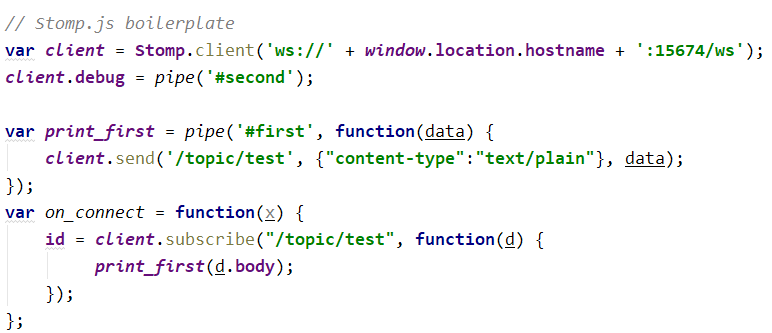 // Stomp.js boilerplate
var client = Stomp.client('ws://' + window.location.hostname + ':15674/ws');
client.debug = pipe('#second');

var print_first = pipe('#first', function(data) {
    client.send('/topic/test', {"content-type":"text/plain"}, data);
});
var on_connect = function(x) {
    id = client.subscribe("/topic/test", function(d) {
        print_first(d.body);
    });
};